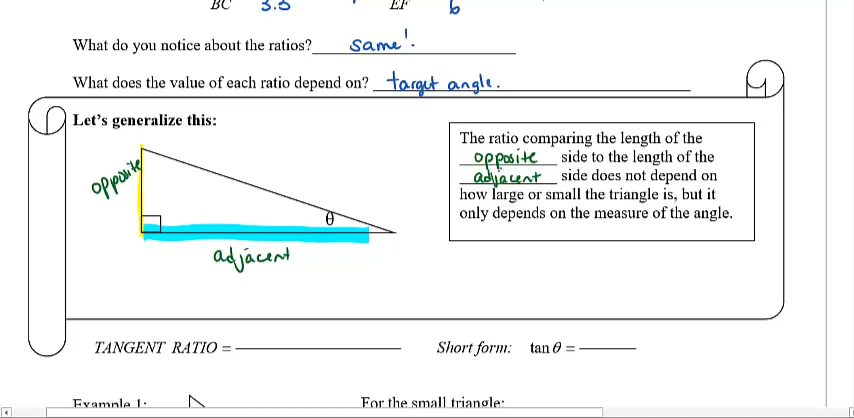 BC 3.5 EF 6
What do you notice about the ratios? same!
What does the value of each ratio depend on? target angle.
Let's generalize this:
The ratio comparing the length of the
opposite side to the length of the
adjacent side does not depend on
how large or small the triangle is, but it
only depends on the measure of the angle.
opposite
θ
adjacent
TANGENT RATIO = Short form: tan θ =
Example 1: For the small triangle: